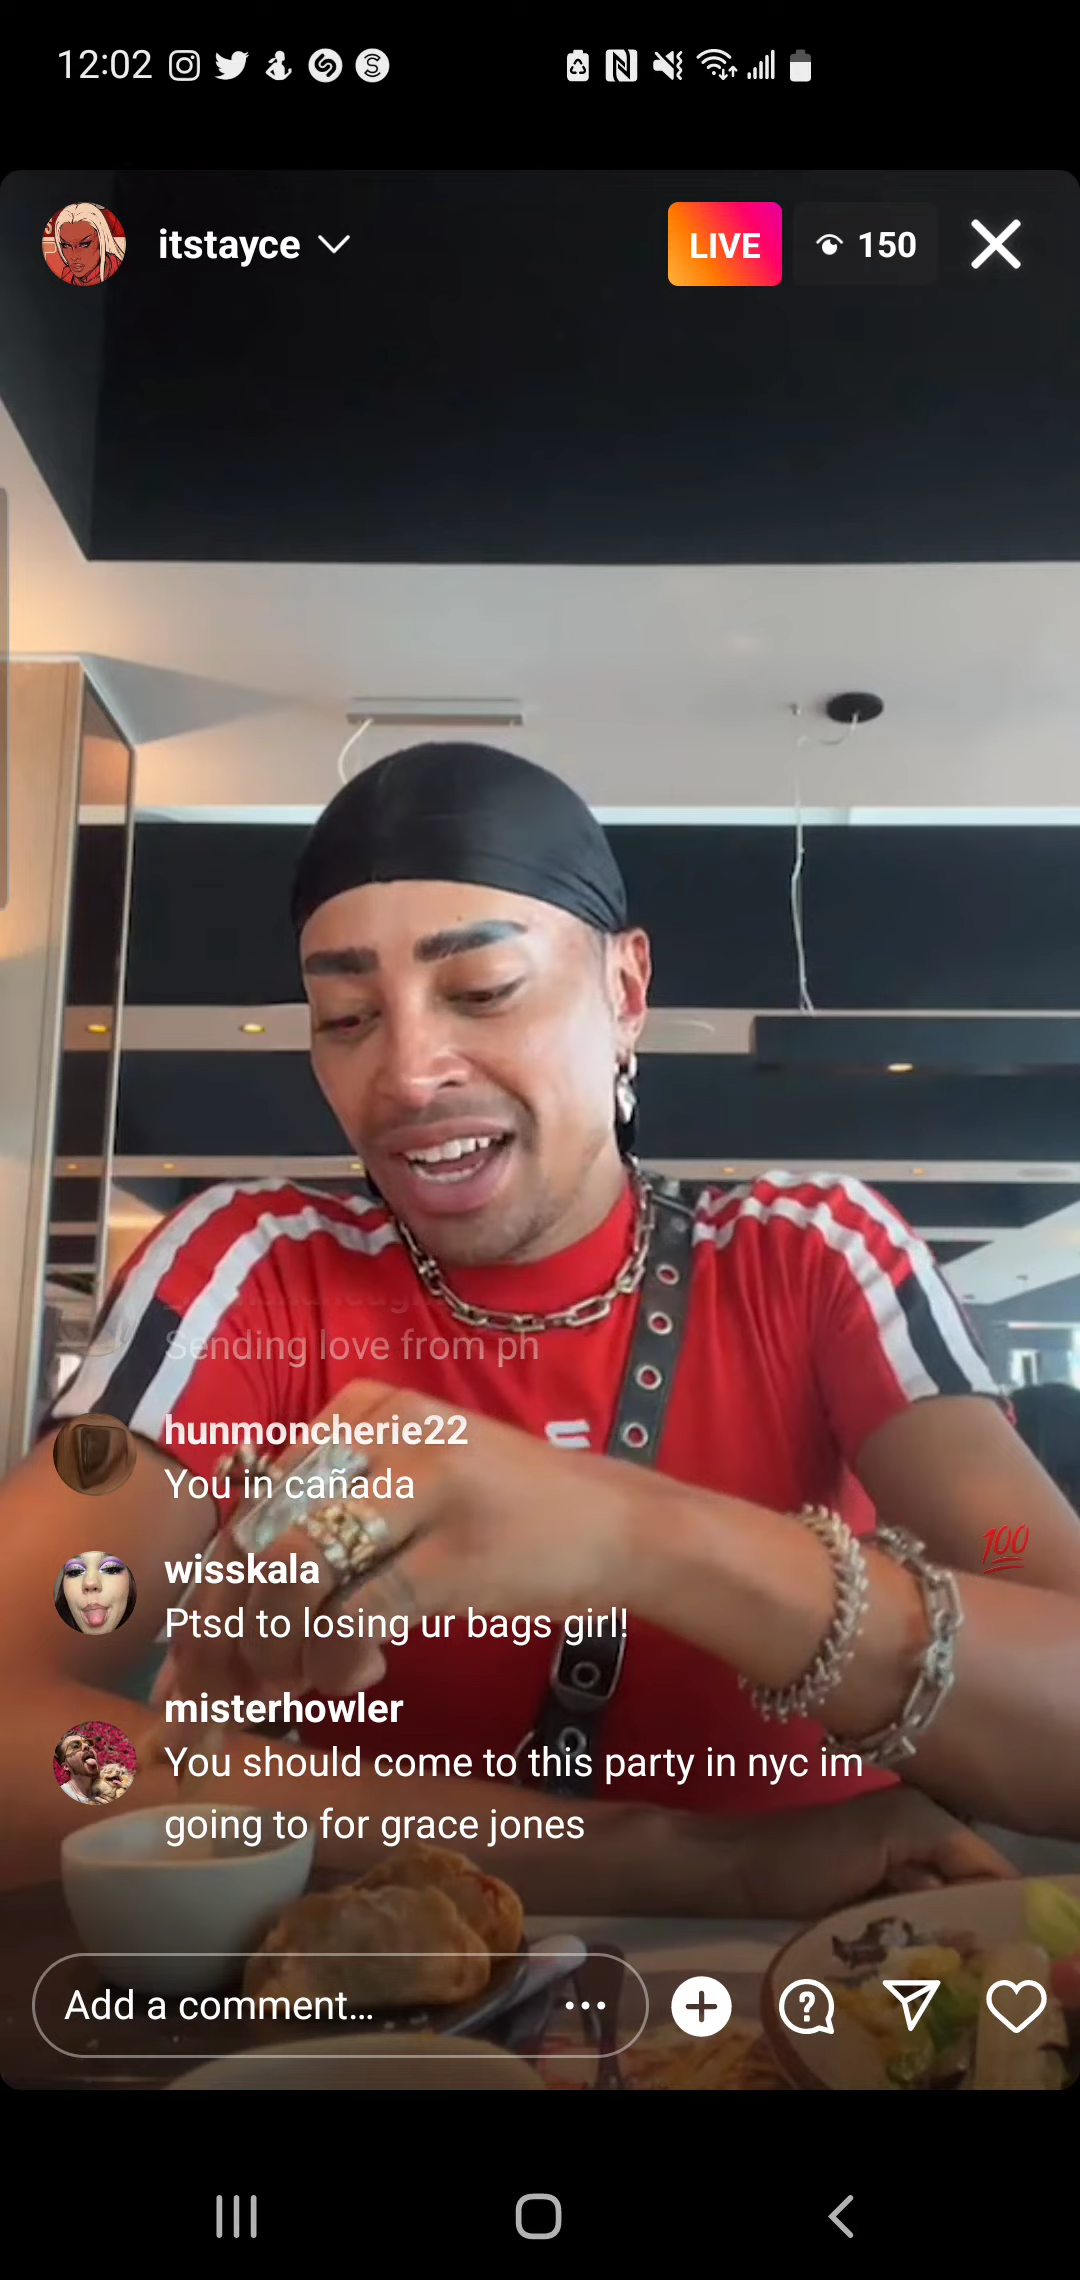 12:02
itstayce
LIVE
150
Sending love from ph
hunmoncherie22
You in cañada
wisskala
Ptsd to losing ur bags girl!
misterhowler
You should come to this party in nyc im
going to for grace jones
100
Add a comment...